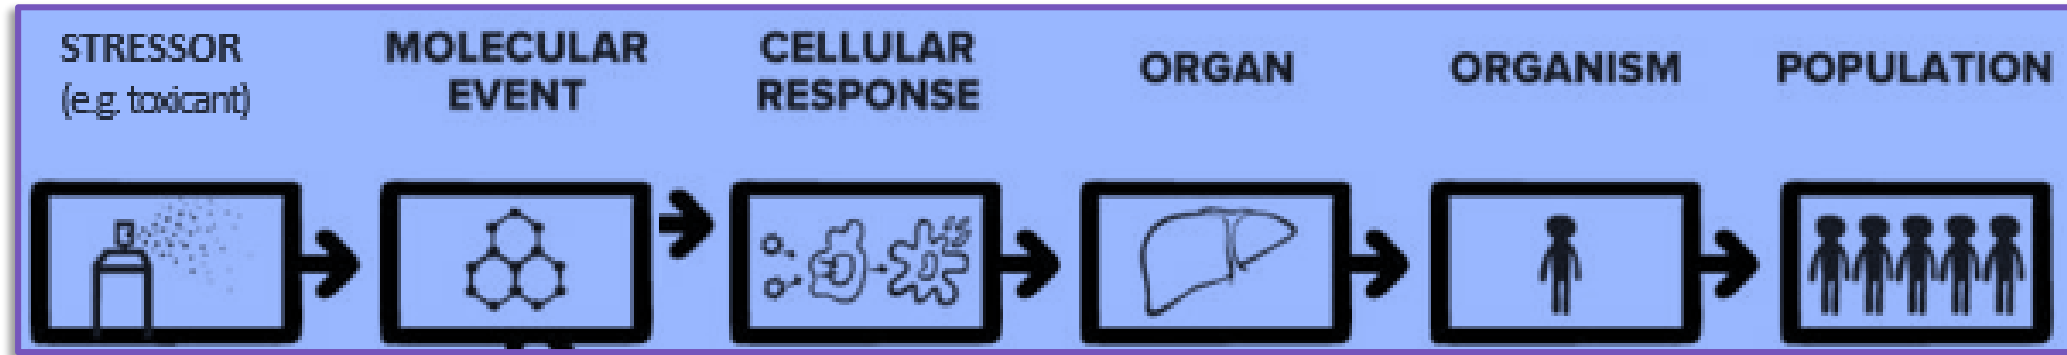 STRESSOR
(e.g. toxicant)
MOLECULAR
EVENT
CELLULAR
RESPONSE
ORGAN
ORGANISM
POPULATION